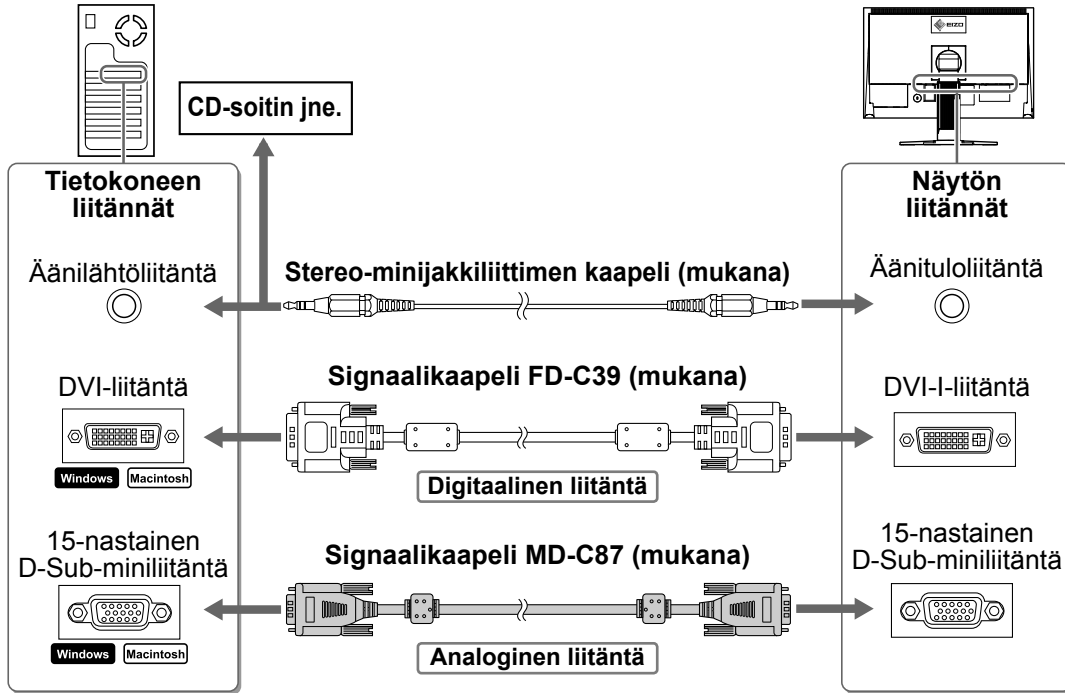 EIZO
CD-soitin jne.
Tietokoneen
liitännät
Näytön
liitännät
Äänilähtöliitäntä
Stereo-minijakkiliittimen kaapeli (mukana)
Äänituloliitäntä
DVI-liitäntä
Signaalikaapeli FD-C39 (mukana)
DVI-I-liitäntä
Windows Macintosh
Digitaalinen liitäntä
15-nastainen
D-Sub-miniliitäntä
Signaalikaapeli MD-C87 (mukana)
15-nastainen
D-Sub-miniliitäntä
Windows Macintosh
Analoginen liitäntä